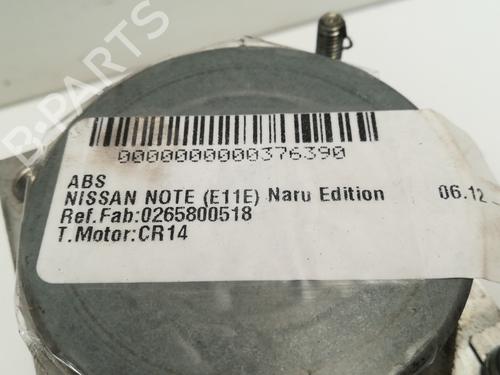 0000000000376390
ABS
NISSAN NOTE (E11E) Naru Edition 06.12
Ref.Fab:0265800518
T.Motor:CR14
B-PARTS